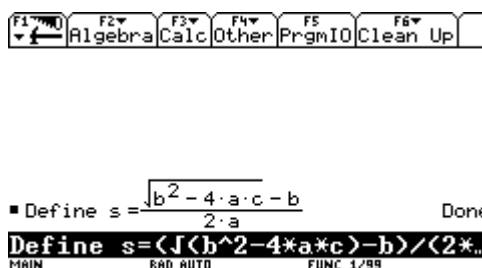 F1 F2 F3 F4 F5 F6
Algebra Calc Other PrgmIO Clean Up
■ Define s = √b² - 4·a·c - b / 2·a Done
Define s=(√(b^2-4*a*c)-b)/(2*…
MAIN RAD AUTO FUNC 1/99